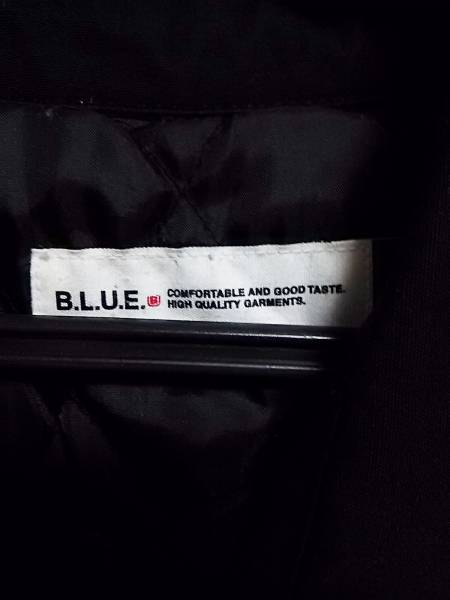 B.L.U.E.
COMFORTABLE AND GOOD TASTE.
HIGH QUALITY GARMENTS.